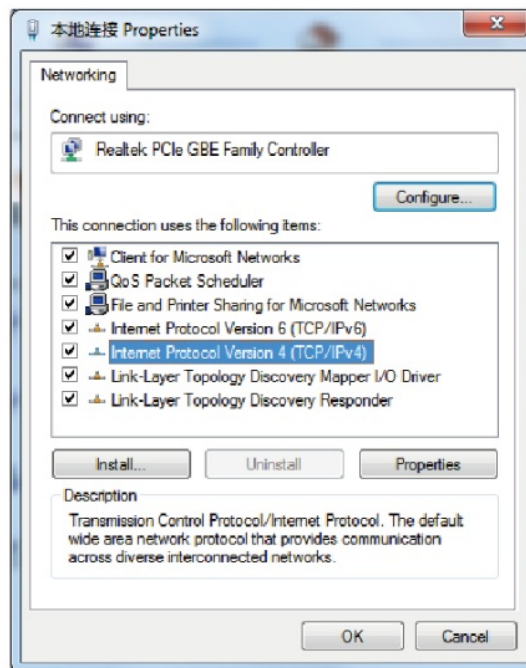 本地连接 Properties
Networking
Connect using:
Realtek PCIe GBE Family Controller
Configure...
This connection uses the following items:
Client for Microsoft Networks
QoS Packet Scheduler
File and Printer Sharing for Microsoft Networks
Internet Protocol Version 6 (TCP/IPv6)
Internet Protocol Version 4 (TCP/IPv4)
Link-Layer Topology Discovery Mapper I/O Driver
Link-Layer Topology Discovery Responder
Install... Uninstall Properties
Description
Transmission Control Protocol/Internet Protocol. The default
wide area network protocol that provides communication
across diverse interconnected networks.
OK Cancel